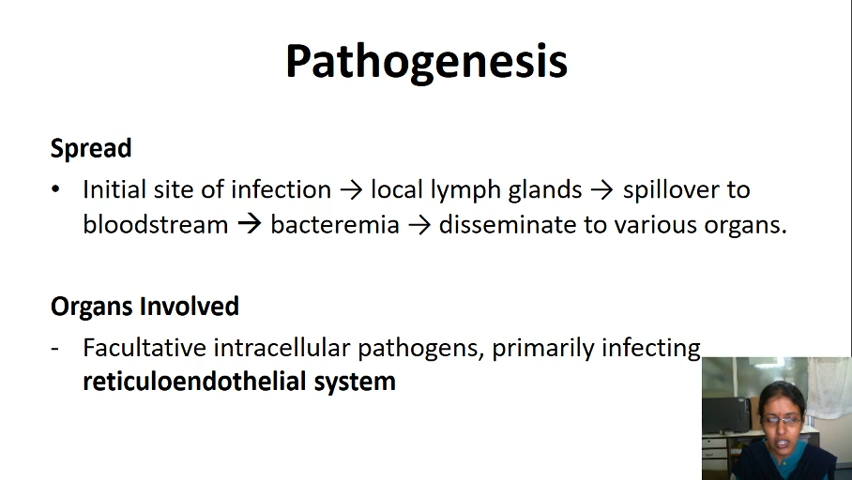 Pathogenesis
Spread
• Initial site of infection → local lymph glands → spillover to
bloodstream → bacteremia → disseminate to various organs.
Organs Involved
- Facultative intracellular pathogens, primarily infecting
reticuloendothelial system